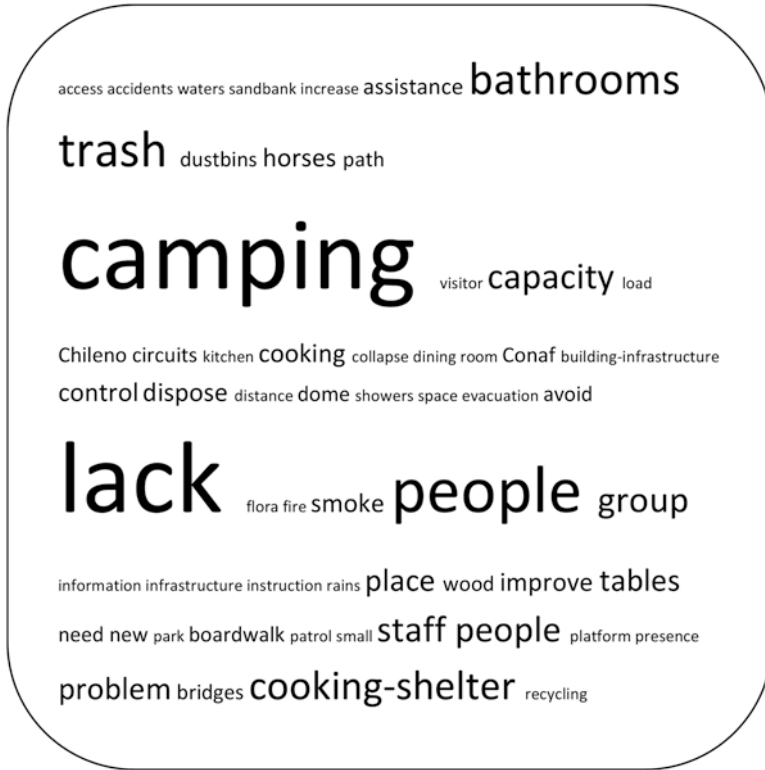 access accidents waters sandbank increase assistance bathrooms
trash dustbins horses path
camping visitor capacity load
Chileno circuits kitchen cooking collapse dining room Conaf building-infrastructure
control dispose distance dome showers space evacuation avoid
lack flora fire smoke people group
information infrastructure instruction rains place wood improve tables
need new park boardwalk patrol small staff people platform presence
problem bridges cooking-shelter recycling